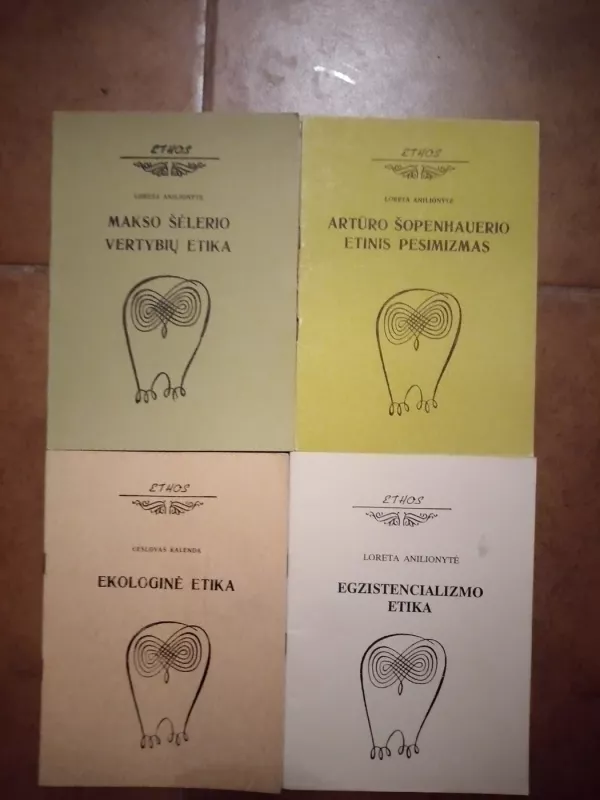 ETHOS
LORETA ANILIONYTĖ
MAKSO ŠĖLERIO
VERTYBIŲ ETIKA
ETHOS
LORETA ANILIONYTĖ
ARTŪRO ŠOPENHAUERIO
ETINIS PESIMIZMAS
ETHOS
ČESLOVAS KALENDA
EKOLOGINĖ ETIKA
ETHOS
LORETA ANILIONYTĖ
EGZISTENCIALIZMO
ETIKA